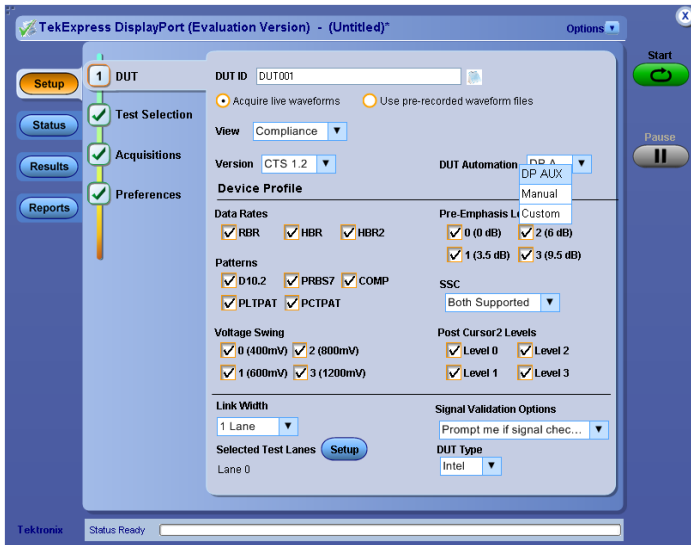 TekExpress DisplayPort (Evaluation Version) - (Untitled)*
Options
x
Start
Pause
Setup
Status
Results
Reports
1 DUT
Test Selection
Acquisitions
Preferences
DUT ID DUT001
Acquire live waveforms Use pre-recorded waveform files
View Compliance
Version CTS 1.2 DUT Automation DP A...
DP AUX
Manual
Custom
Device Profile
Data Rates
RBR HBR HBR2
Patterns
D10.2 PRBS7 COMP
PLTPAT PCTPAT
Voltage Swing
0 (400mV) 2 (800mV)
1 (600mV) 3 (1200mV)
Pre-Emphasis
0 (0 dB) 2 (6 dB)
1 (3.5 dB) 3 (9.5 dB)
SSC
Both Supported
Post Cursor2 Levels
Level 0 Level 2
Level 1 Level 3
Link Width
1 Lane
Selected Test Lanes Setup
Lane 0
Signal Validation Options
Prompt me if signal chec...
DUT Type
Intel
Tektronix Status Ready